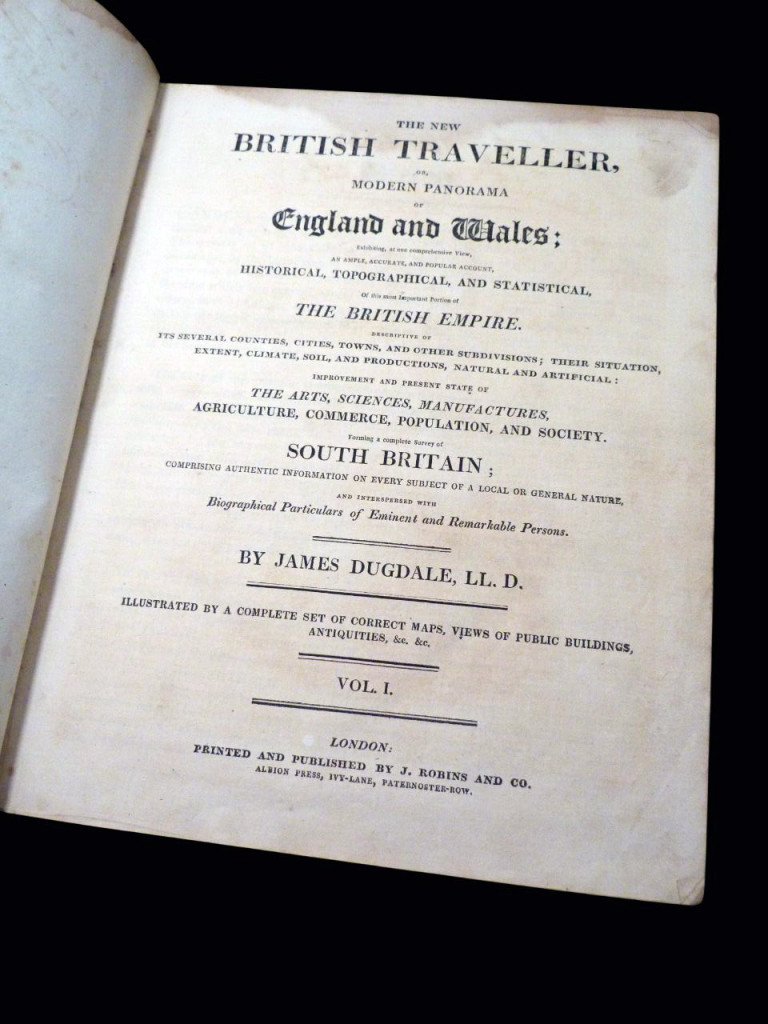 THE NEW
BRITISH TRAVELLER,
OR,
MODERN PANORAMA
OF
England and Wales;
Exhibiting, at one comprehensive View,
AN AMPLE, ACCURATE, AND POPULAR ACCOUNT,
HISTORICAL, TOPOGRAPHICAL, AND STATISTICAL,
Of this most Important Portion of
THE BRITISH EMPIRE.
DESCRIPTIVE OF
ITS SEVERAL COUNTIES, CITIES, TOWNS, AND OTHER SUBDIVISIONS; THEIR SITUATION,
EXTENT, CLIMATE, SOIL, AND PRODUCTIONS, NATURAL AND ARTIFICIAL:
IMPROVEMENT AND PRESENT STATE OF
THE ARTS, SCIENCES, MANUFACTURES,
AGRICULTURE, COMMERCE, POPULATION, AND SOCIETY.
Forming a complete Survey of
SOUTH BRITAIN;
COMPRISING AUTHENTIC INFORMATION ON EVERY SUBJECT OF A LOCAL OR GENERAL NATURE,
AND INTERSPERSED WITH
Biographical Particulars of Eminent and Remarkable Persons.
BY JAMES DUGDALE, LL. D.
ILLUSTRATED BY A COMPLETE SET OF CORRECT MAPS, VIEWS OF PUBLIC BUILDINGS,
ANTIQUITIES, &c. &c.
VOL. I.
LONDON:
PRINTED AND PUBLISHED BY J. ROBINS AND CO.
ALBION PRESS, IVY-LANE, PATERNOSTER-ROW.